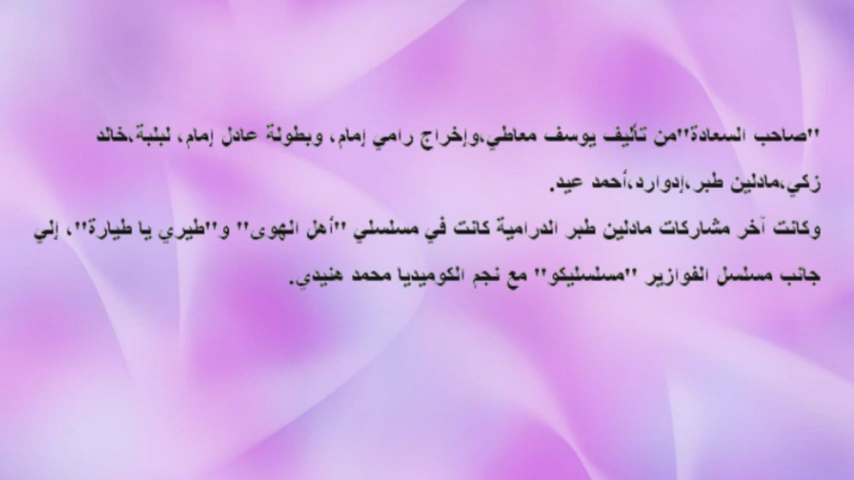 "صاحب السعادة"من تأليف يوسف معاطي،وإخراج رامي إمام، وبطولة عادل إمام، لبلبة،خالد
زكي،مادلين طبر،إدوارد،أحمد عيد.
وكانت آخر مشاركات مادلين طبر الدرامية كانت في مسلسلي "أهل الهوى" و"طيري يا طيارة"، إلي
جانب مسلسل الفوازير "مسلسليكو" مع نجم الكوميديا محمد هنيدي.